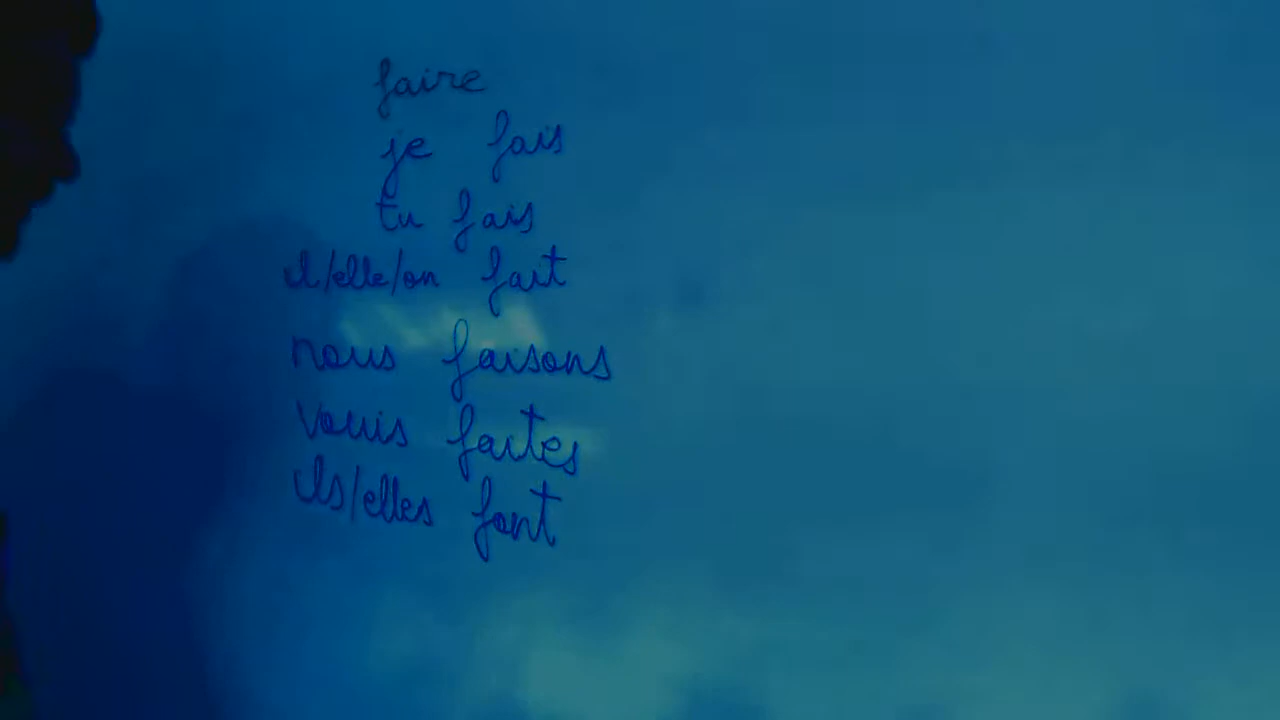 faire
je fais
tu fais
il/elle/on fait
nous faisons
vous faites
ils/elles font